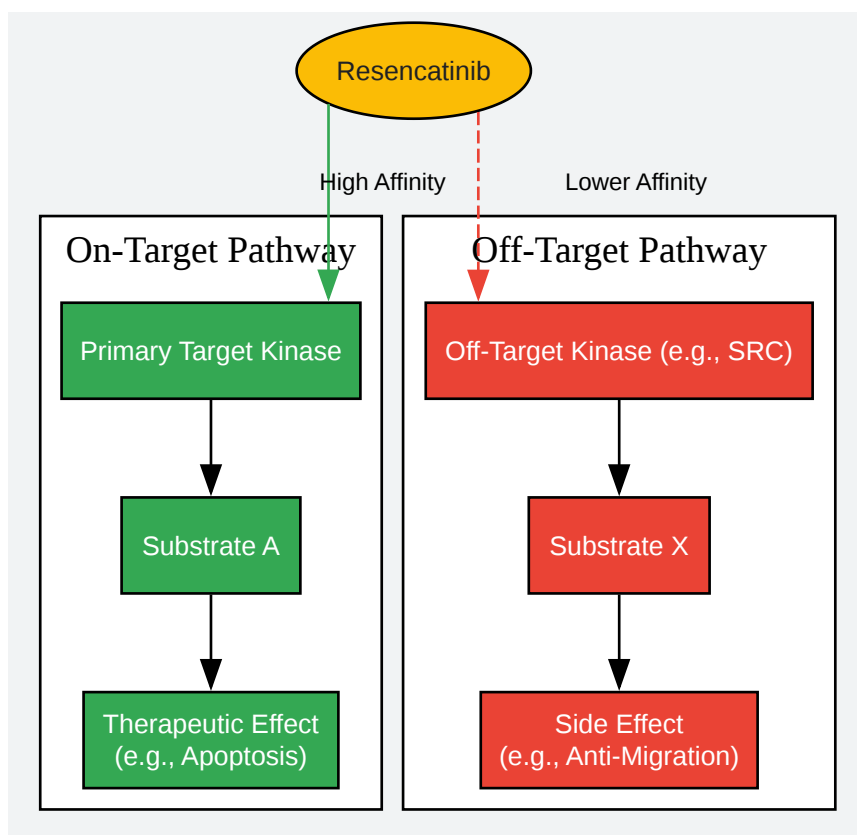 Resencatinib
High Affinity
Lower Affinity
On-Target Pathway
Off-Target Pathway
Primary Target Kinase
Off-Target Kinase (e.g., SRC)
Substrate A
Substrate X
Therapeutic Effect
(e.g., Apoptosis)
Side Effect
(e.g., Anti-Migration)